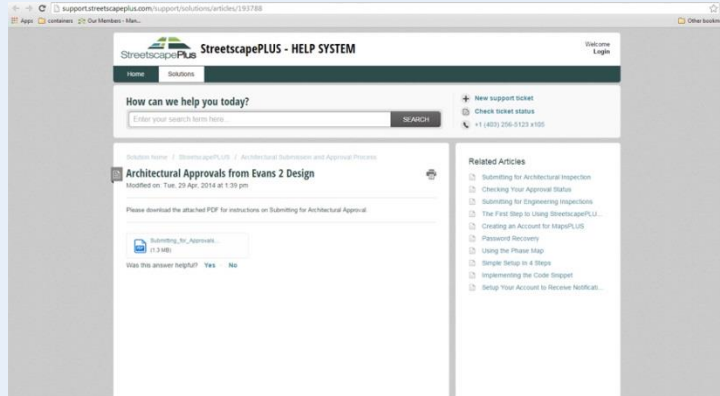 support.streetscapeplus.com/support/solutions/articles/193788
Apps containers Our Members - Man...
Other bookm
StreetscapePlus
StreetscapePLUS - HELP SYSTEM
Welcome
Login
Home Solutions
How can we help you today?
Enter your search term here...
SEARCH
New support ticket
Check ticket status
+1 (403) 256-5123 x105
Solution Home / StreetscapePLUS / Architectural Submission and Approval Process
Architectural Approvals from Evans 2 Design
Modified on: Tue, 29 Apr, 2014 at 1:39 pm
Please download the attached PDF for instructions on Submitting for Architectural Approval.
Submitting_for_Approvals...
(1.3 MB)
Was this answer helpful? Yes · No
Related Articles
Submitting for Architectural Inspection
Checking Your Approval Status
Submitting for Engineering Inspections
The First Step to Using StreetscapePLU...
Creating an Account for MapsPLUS
Password Recovery
Using the Phase Map
Simple Setup in 4 Steps
Implementing the Code Snippet
Setup Your Account to Receive Notificati...